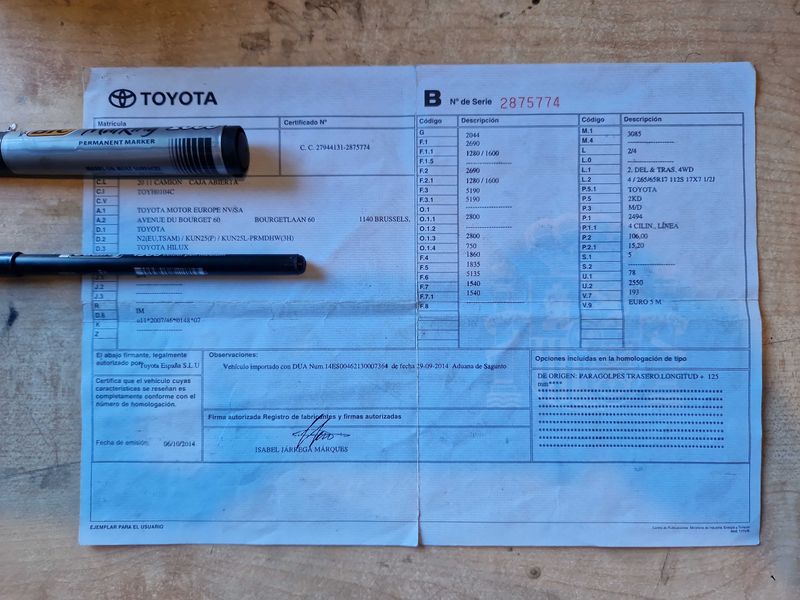 TOYOTA
B Nº de Serie 2875774
Matrícula
Certificado Nº
C. C. 27944131-2875774
Marking
PERMANENT MARKER
C.L 20 11 CAMION CAJA ABIERTA
C.I TOYH0104C
C.V
A.1 TOYOTA MOTOR EUROPE NV/SA
A.2 AVENUE DU BOURGET 60 BOURGETLAAN 60 1140 BRUSSELS,
D.1 TOYOTA
D.2 N2(EU,TSAM) / KUN25(F) / KUN25L-PRMDHW(3H)
D.3 TOYOTA HILUX
J.2
J.3
R IM
D.6
K e11*2007/46*0148*07
Z
Código Descripción
G 2044
F.1 2690
F.1.1 1280 / 1600
F.1.5
F.2 2690
F.2.1 1280 / 1600
F.3 5190
F.3.1 5190
O.1
O.1.1 2800
O.1.2
O.1.3 2800
O.1.4 750
F.4 1860
F.5 1835
F.6 5135
F.7 1540
F.7.1 1540
F.8
Código Descripción
M.1 3085
M.4
L 2/4
L.0
L.1 2, DEL & TRAS, 4WD
L.2 4 / 265/65R17 112S 17X7 1/2J
P.5.1 TOYOTA
P.5 2KD
P.3 M/D
P.1 2494
P.1.1 4 CILIN., LÍNEA
P.2 106,00
P.2.1 15,20
S.1 5
S.2
U.1 78
U.2 2550
V.7 193
V.9 EURO 5 M
El abajo firmante, legalmente
autorizado por: Toyota España S.L.U
Certifica que el vehículo cuyas
características se reseñan es
completamente conforme con el
número de homologación.
Fecha de emisión: 06/10/2014
Observaciones:
Vehículo importado con DUA Num.14ES00462130007364 de fecha 29-09-2014 Aduana de Sagunto
Firma autorizada Registro de fabricantes y firmas autorizadas
ISABEL JARREGA MARQUES
Opciones incluidas en la homologación de tipo
DE ORIGEN: PARAGOLPES TRASERO.LONGITUD + 125
mm****
EJEMPLAR PARA EL USUARIO
Centro de Publicaciones. Ministerio de Industria, Energía y Turismo